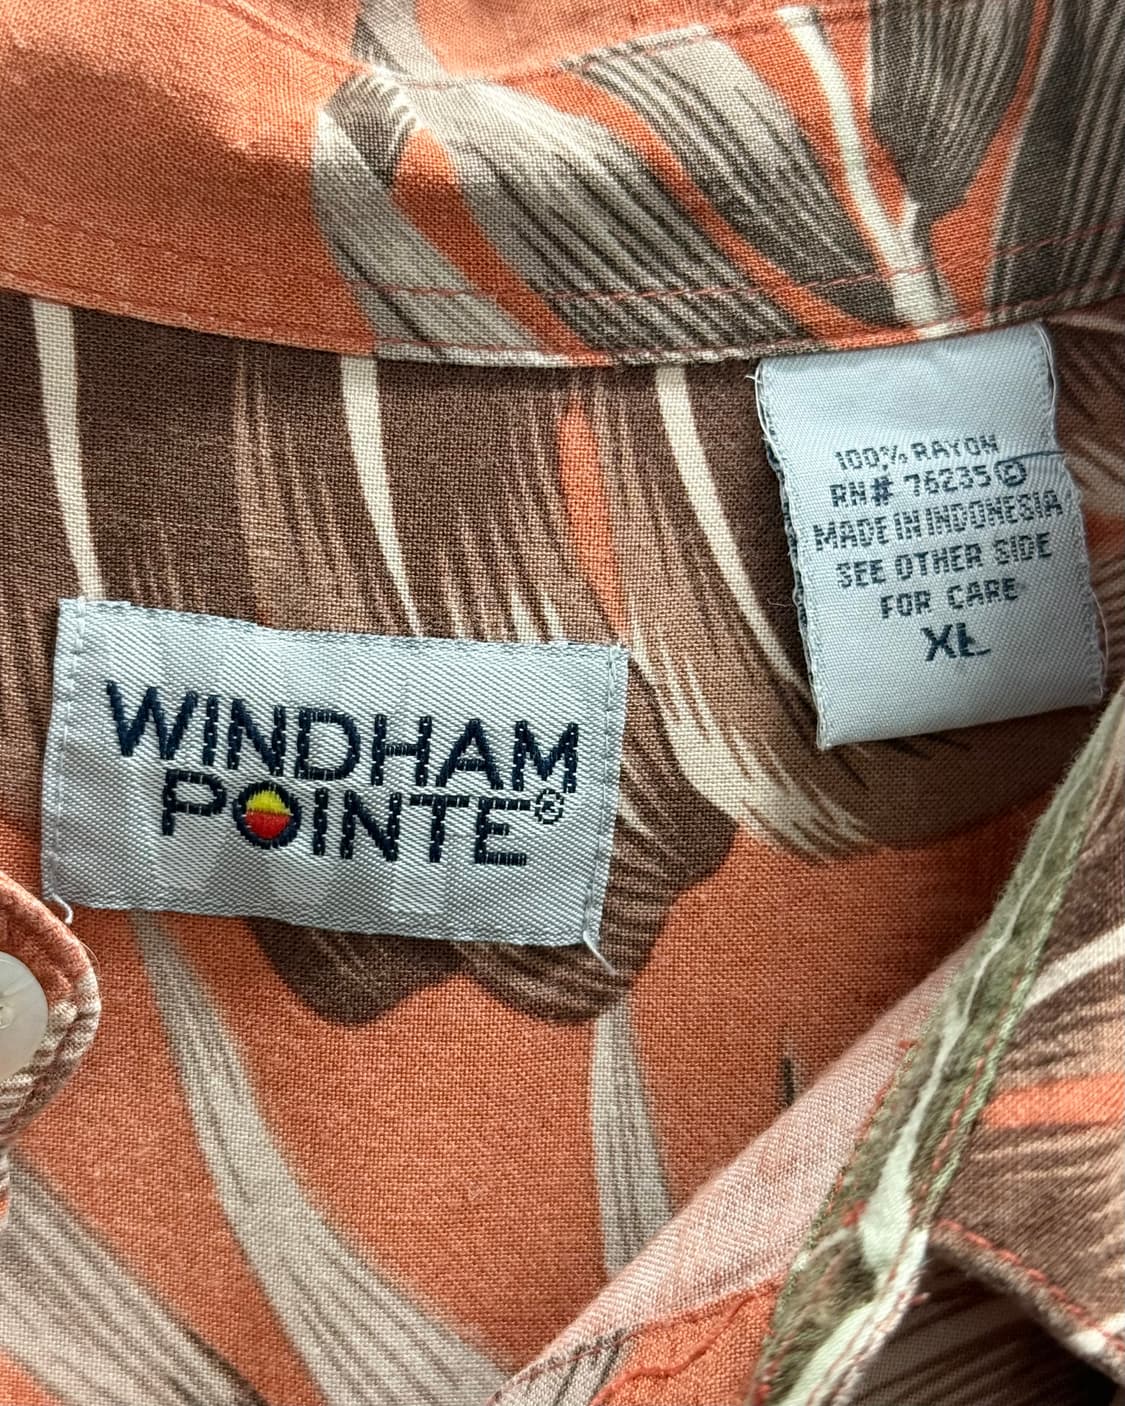 WINDHAM
POINTE®
100% RAYON
RN# 76235©
MADE IN INDONESIA
SEE OTHER SIDE
FOR CARE
XL